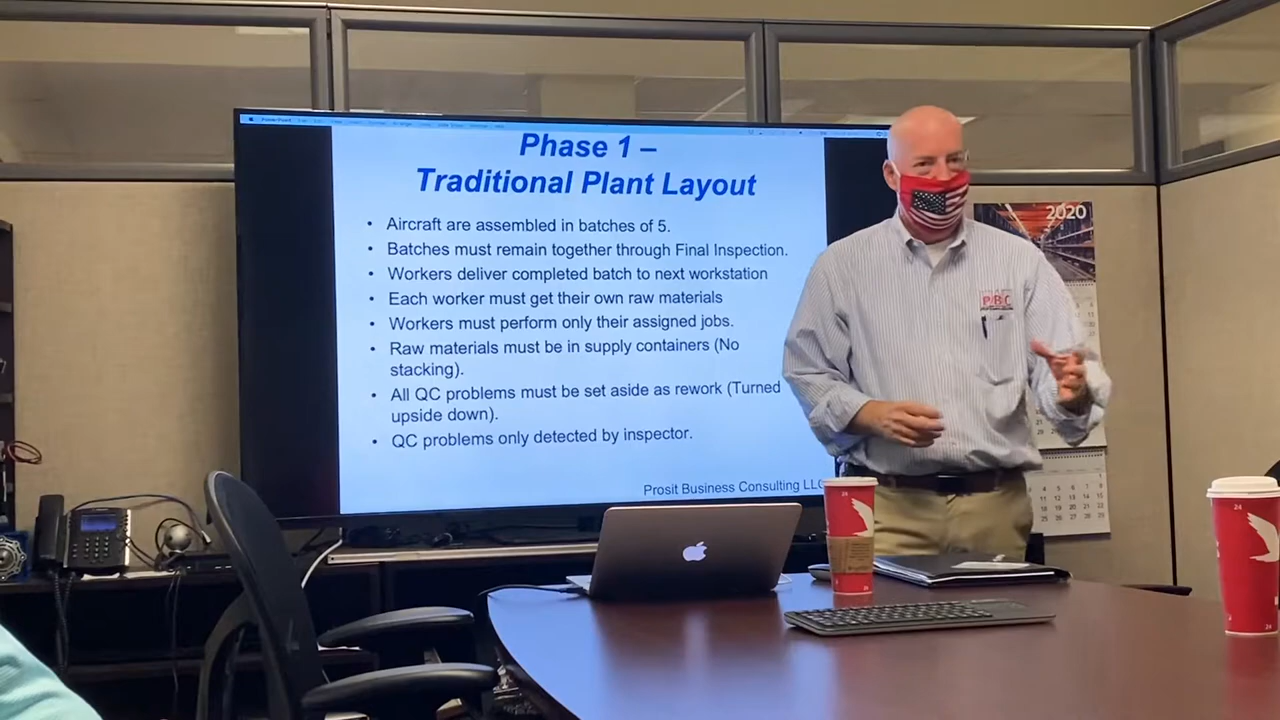 Phase 1 –
Traditional Plant Layout
• Aircraft are assembled in batches of 5.
• Batches must remain together through Final Inspection.
• Workers deliver completed batch to next workstation
• Each worker must get their own raw materials
• Workers must perform only their assigned jobs.
• Raw materials must be in supply containers (No
stacking).
• All QC problems must be set aside as rework (Turned
upside down).
• QC problems only detected by inspector.
Prosit Business Consulting LLC
2020
PBC
24
24